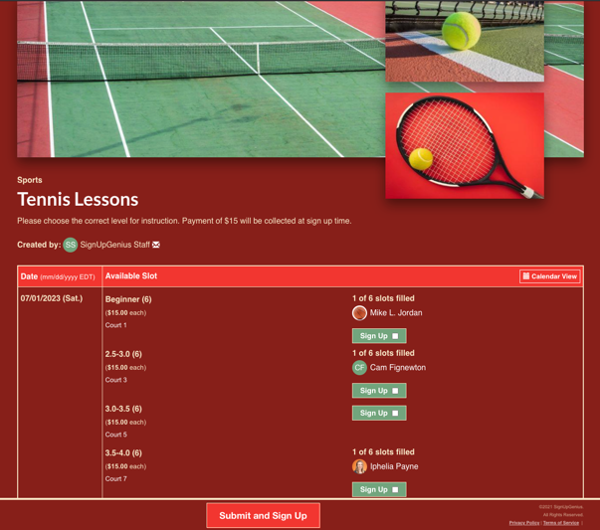 Sports
Tennis Lessons
Please choose the correct level for instruction. Payment of $15 will be collected at sign up time.
Created by: SS SignUpGenius Staff
Date (mm/dd/yyyy EDT) Available Slot Calendar View
07/01/2023 (Sat.) Beginner (6) 1 of 6 slots filled
($15.00 each) Mike L. Jordan
Court 1
Sign Up
2.5-3.0 (6) 1 of 6 slots filled
($15.00 each) CF Cam Fignewton
Court 3
Sign Up
3.0-3.5 (6) Sign Up
($15.00 each)
Court 5
3.5-4.0 (6) 1 of 6 slots filled
($15.00 each) Iphelia Payne
Court 7
Sign Up
Submit and Sign Up
©2021 SignUpGenius
All Rights Reserved.
Privacy Policy | Terms of Service |